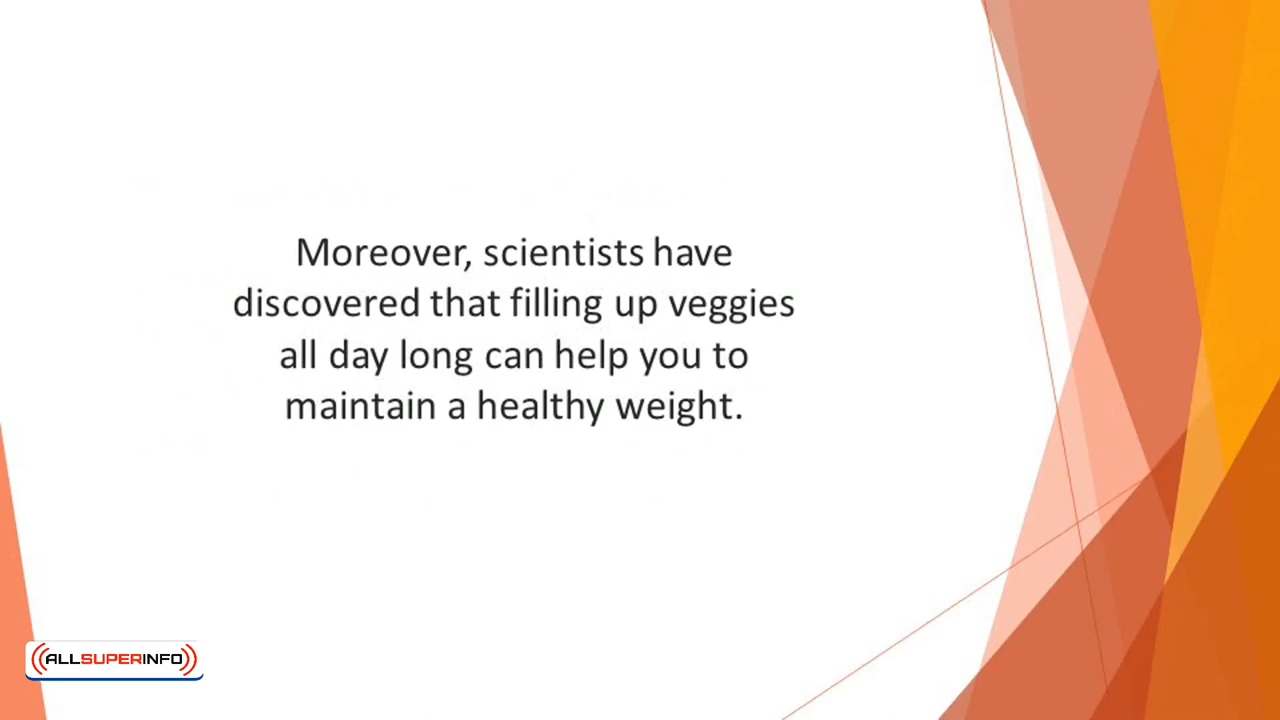 Moreover, scientists have
discovered that filling up veggies
all day long can help you to
maintain a healthy weight.
ALLSUPERINFO